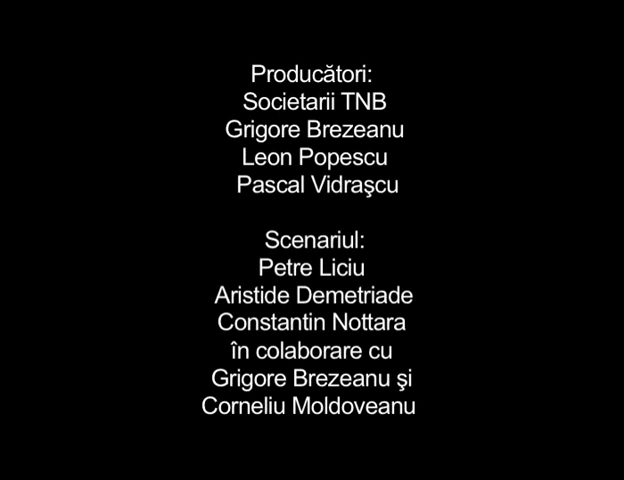 Producători:
Societarii TNB
Grigore Brezeanu
Leon Popescu
Pascal Vidraşcu
Scenariul:
Petre Liciu
Aristide Demetriade
Constantin Nottara
în colaborare cu
Grigore Brezeanu şi
Corneliu Moldoveanu